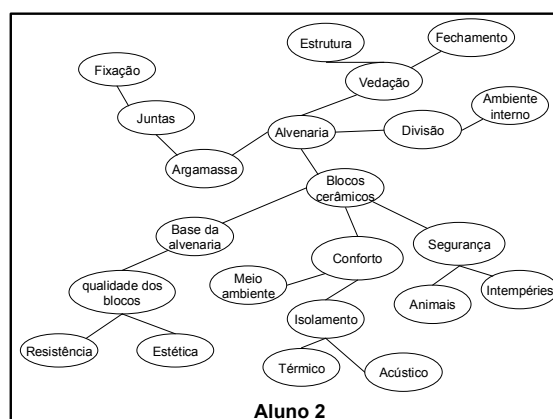 Estrutura
Fechamento
Fixação
Vedação
Ambiente
interno
Juntas
Alvenaria
Divisão
Argamassa
Blocos
cerâmicos
Base da
alvenaria
Segurança
Conforto
Meio
ambiente
qualidade dos
blocos
Animais
Intempéries
Isolamento
Resistência
Estética
Térmico
Acústico
Aluno 2